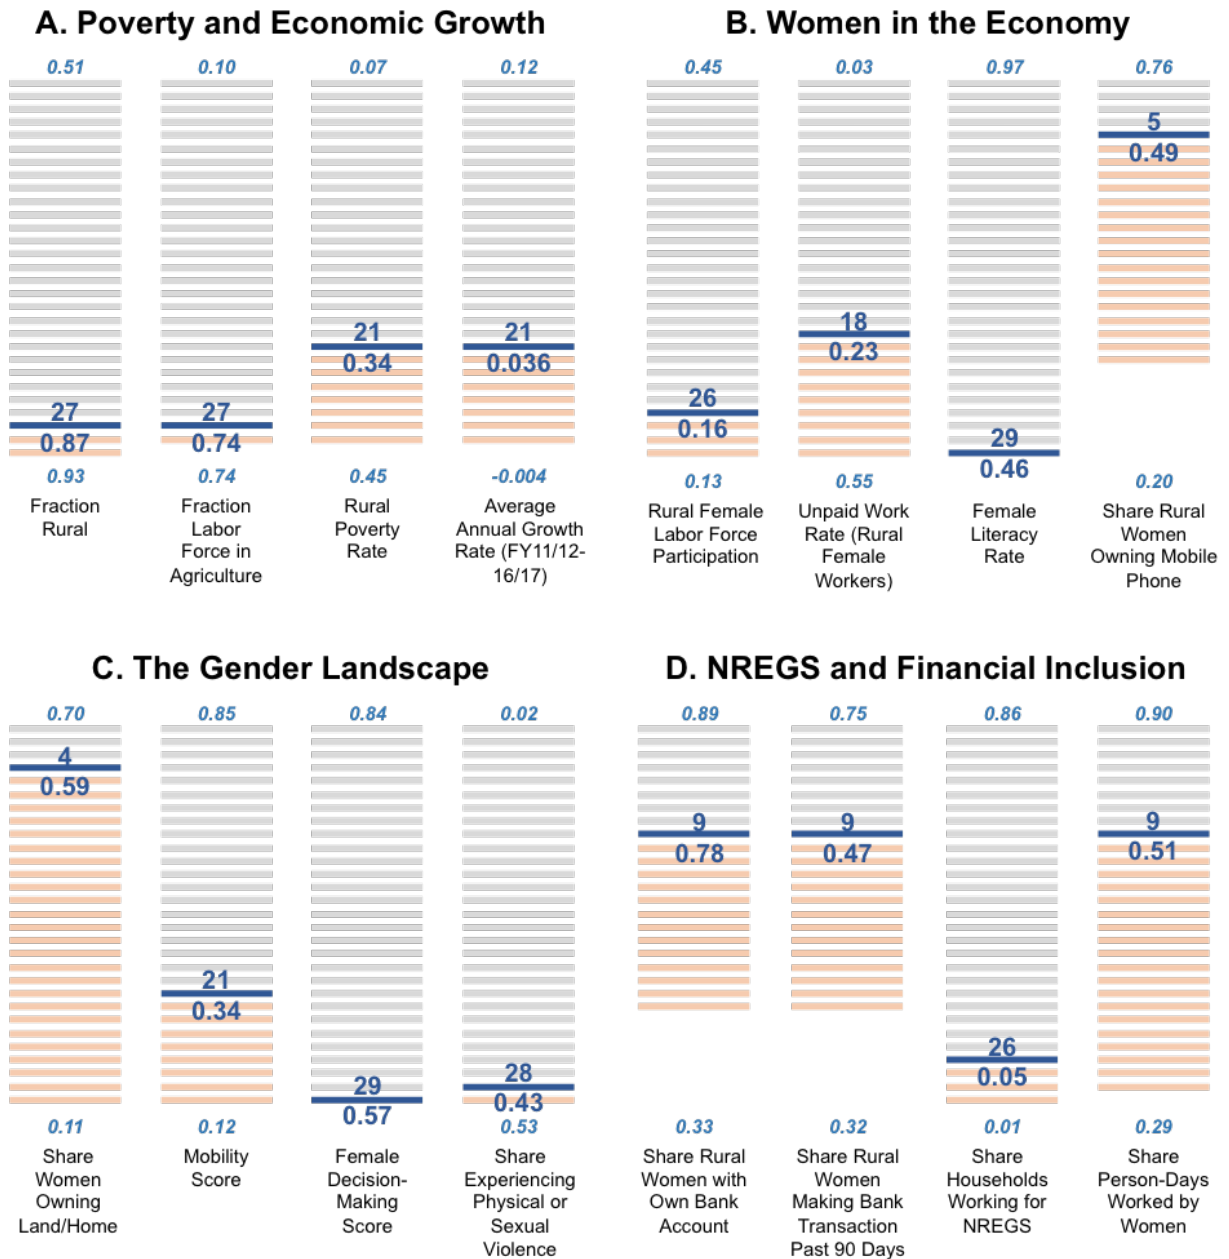 A. Poverty and Economic Growth
0.51
0.10
0.07
0.12
27
0.87
27
0.74
21
0.34
21
0.036
0.93
0.74
0.45
-0.004
Fraction
Rural
Fraction
Labor
Force in
Agriculture
Rural
Poverty
Rate
Average
Annual Growth
Rate (FY11/12-
16/17)
B. Women in the Economy
0.45
0.03
0.97
0.76
26
0.16
18
0.23
29
0.46
5
0.49
0.13
0.55
0.20
Rural Female
Labor Force
Participation
Unpaid Work
Rate (Rural
Female
Workers)
Female
Literacy
Rate
Share Rural
Women
Owning Mobile
Phone
C. The Gender Landscape
0.70
0.85
0.84
0.02
4
0.59
21
0.34
29
0.57
28
0.43
0.11
0.12
0.53
Share
Women
Owning
Land/Home
Mobility
Score
Female
Decision-
Making
Score
Share
Experiencing
Physical or
Sexual
Violence
D. NREGS and Financial Inclusion
0.89
0.75
0.86
0.90
9
0.78
9
0.47
26
0.05
9
0.51
0.33
0.32
0.01
0.29
Share Rural
Women with
Own Bank
Account
Share Rural
Women
Making Bank
Transaction
Past 90 Days
Share
Households
Working for
NREGS
Share
Person-Days
Worked by
Women